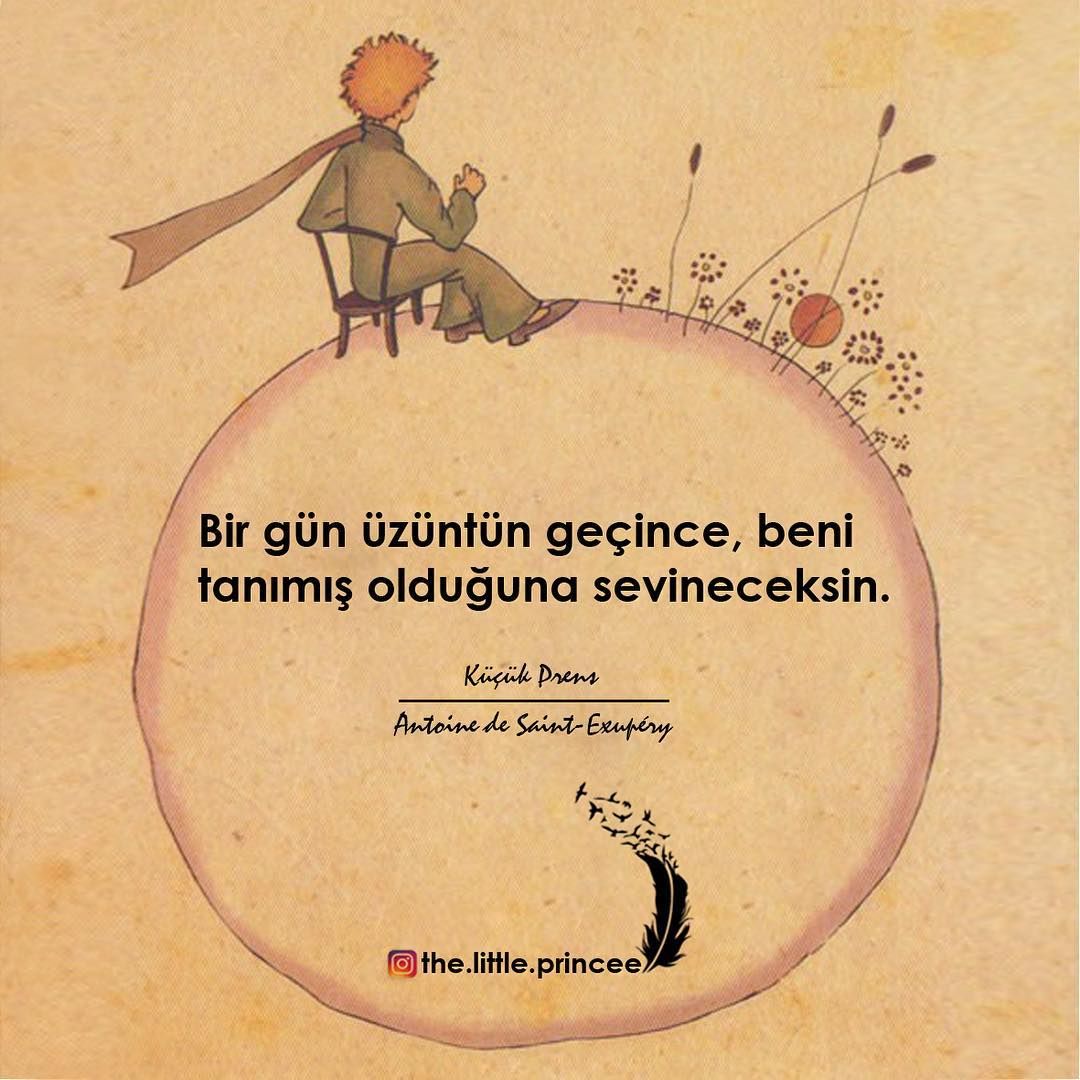 Bir gün üzüntün geçince, beni
tanımış olduğuna sevineceksin.
Küçük Prens
Antoine de Saint-Exupéry
the.little.princee